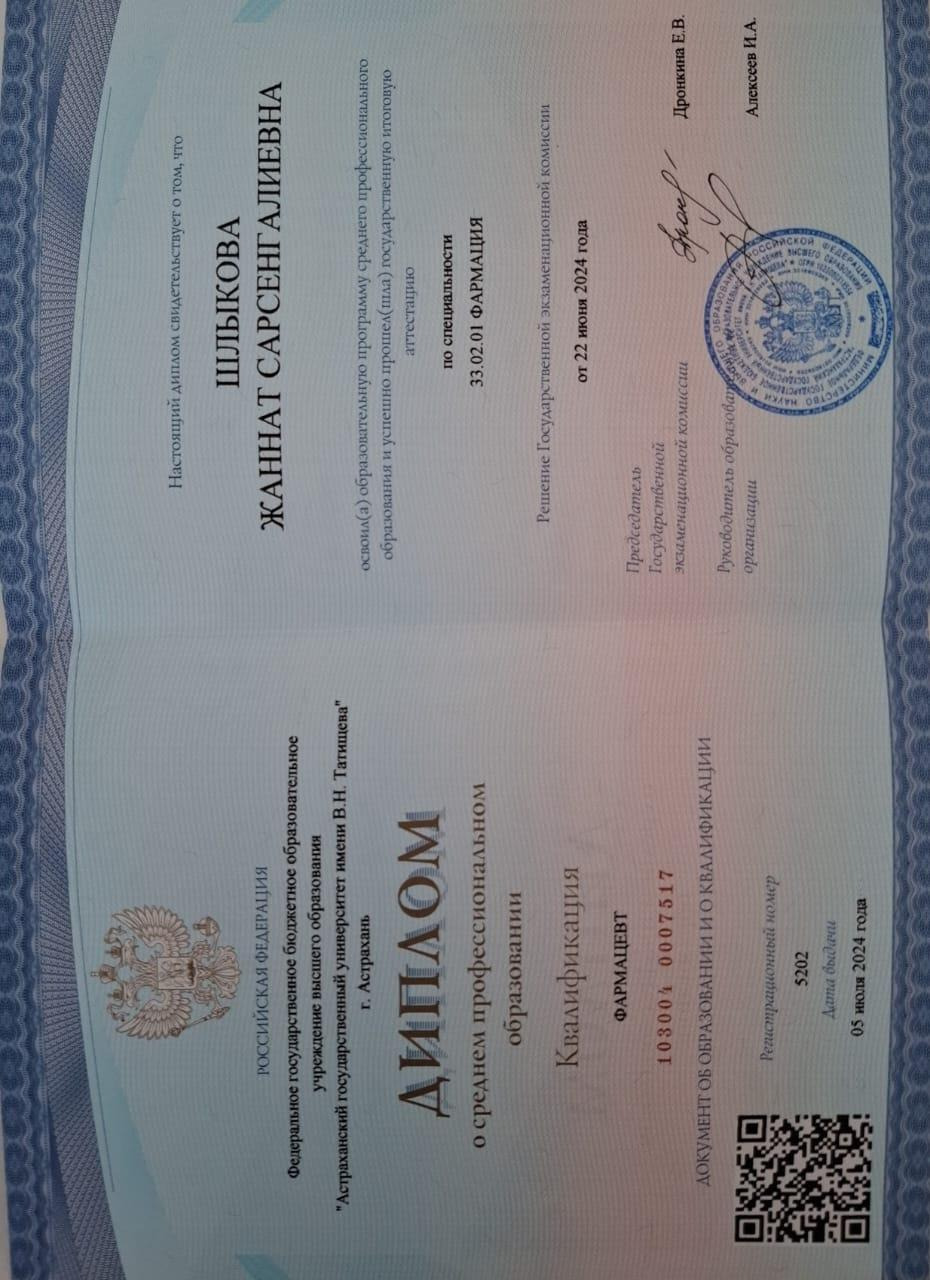 РОССИЙСКАЯ ФЕДЕРАЦИЯ
Федеральное государственное бюджетное образовательное
учреждение высшего образования
"Астраханский государственный университет имени В.Н. Татищева"
г. Астрахань
ДИПЛОМ
о среднем профессиональном
образовании
Квалификация
ФАРМАЦЕВТ
103004 0007517
ДОКУМЕНТ ОБ ОБРАЗОВАНИИ И О КВАЛИФИКАЦИИ
Регистрационный номер
5202
Дата выдачи
05 июля 2024 года
Настоящий диплом свидетельствует о том, что
ШЛЫКОВА
ЖАННАТ САРСЕНГАЛИЕВНА
освоил(а) образовательную программу среднего профессионального
образования и успешно прошел(шла) государственную итоговую
аттестацию
по специальности
33.02.01 ФАРМАЦИЯ
Решение Государственной экзаменационной комиссии
от 22 июня 2024 года
Председатель
Государственной
экзаменационной комиссии
Дронкина Е.В.
Руководитель образовательной
организации
Алексеев И.А.